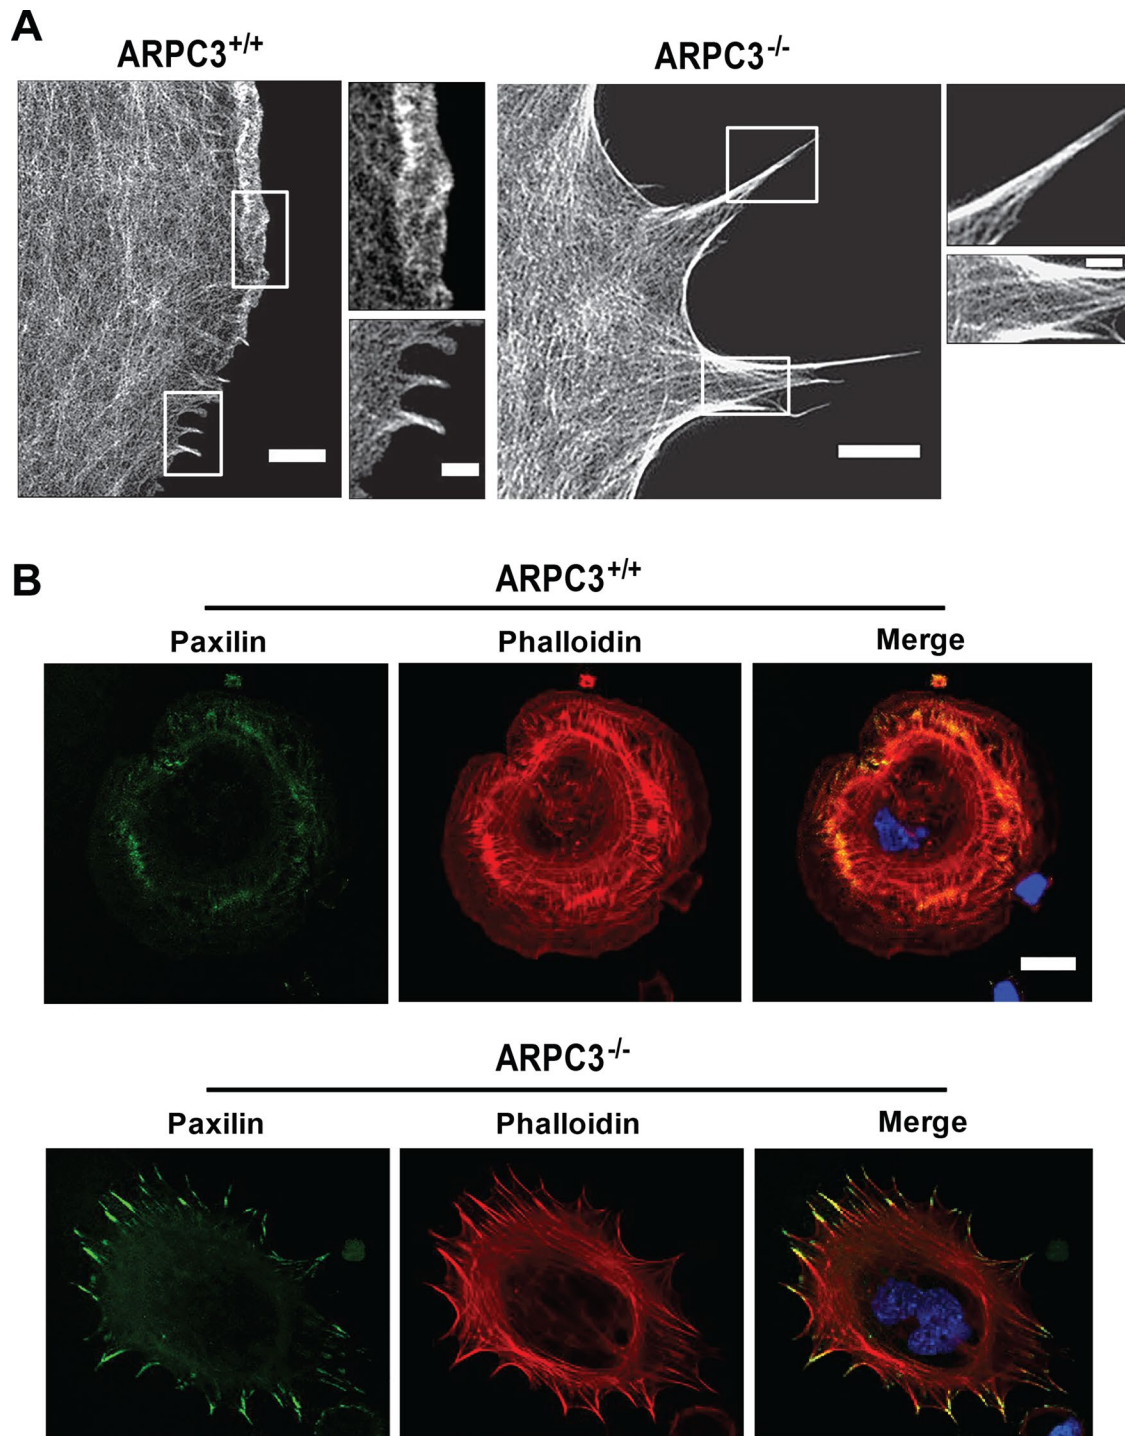 A
ARPC3+/+ ARPC3-/-
B
ARPC3+/+
Paxilin Phalloidin Merge
ARPC3-/-
Paxilin Phalloidin Merge